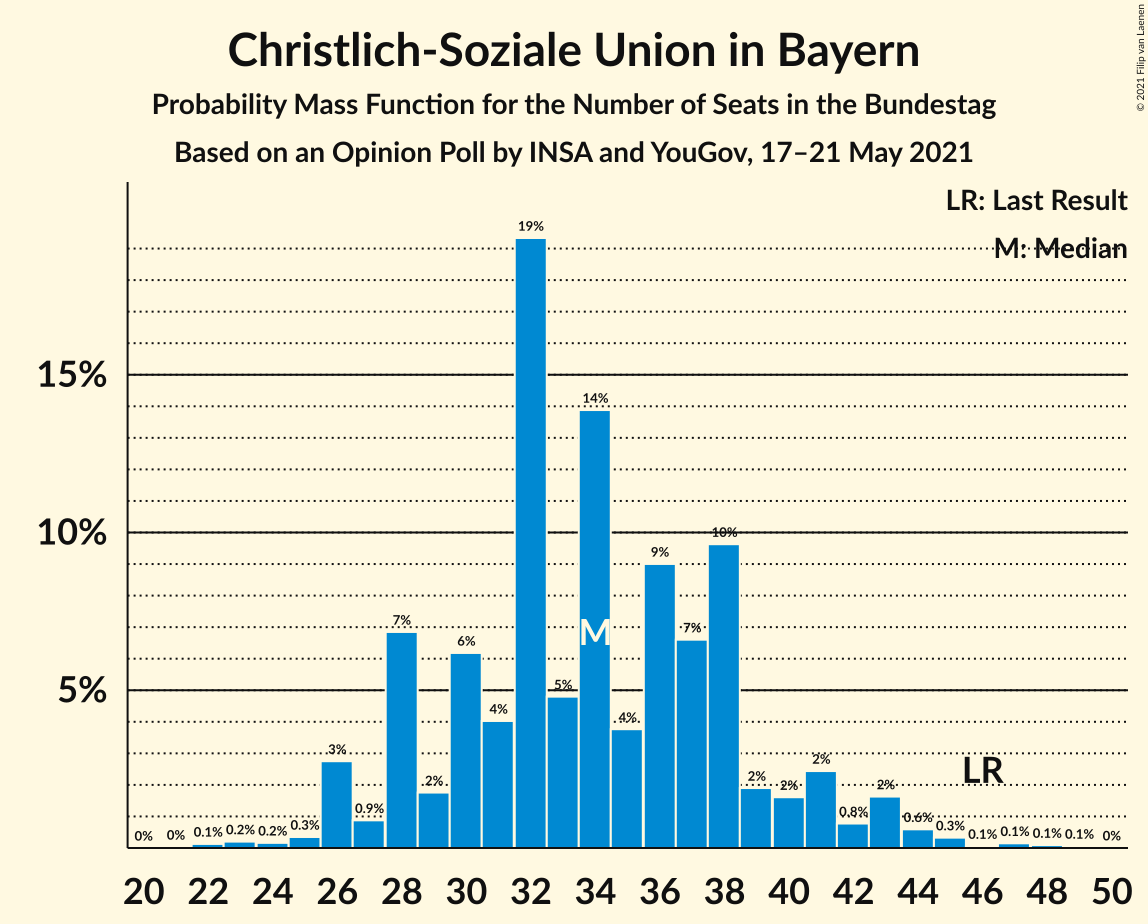 © 2021 Filip van Laenen
Christlich-Soziale Union in Bayern
Probability Mass Function for the Number of Seats in the Bundestag
Based on an Opinion Poll by INSA and YouGov, 17–21 May 2021
LR: Last Result
M: Median
15%
10%
5%
0% 0% 0.1% 0.2% 0.2% 0.3% 3% 0.9% 7% 2% 6% 4% 19% 5% 14% 4% 9% 7% 10% 2% 2% 2% 0.8% 2% 0.6% 0.3% 0.1% 0.1% 0.1% 0.1% 0%
M
LR
20 22 24 26 28 30 32 34 36 38 40 42 44 46 48 50